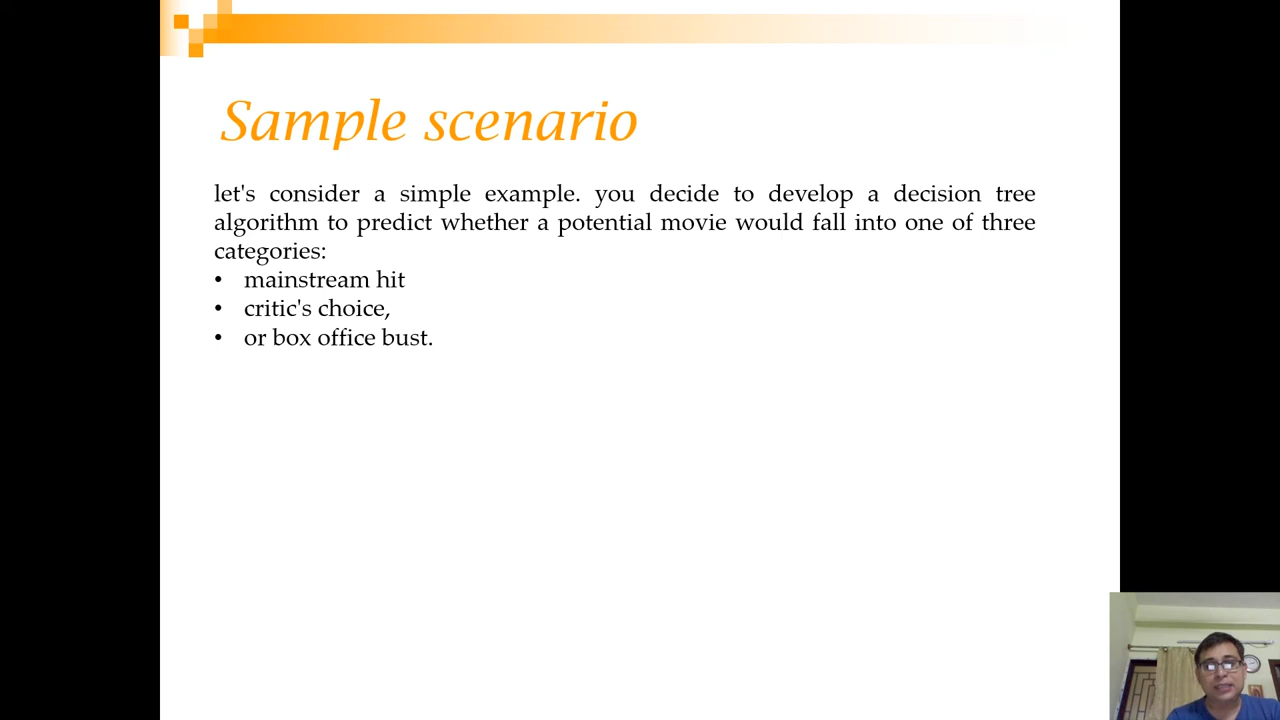 Sample scenario
let's consider a simple example. you decide to develop a decision tree
algorithm to predict whether a potential movie would fall into one of three
categories:
• mainstream hit
• critic's choice,
• or box office bust.